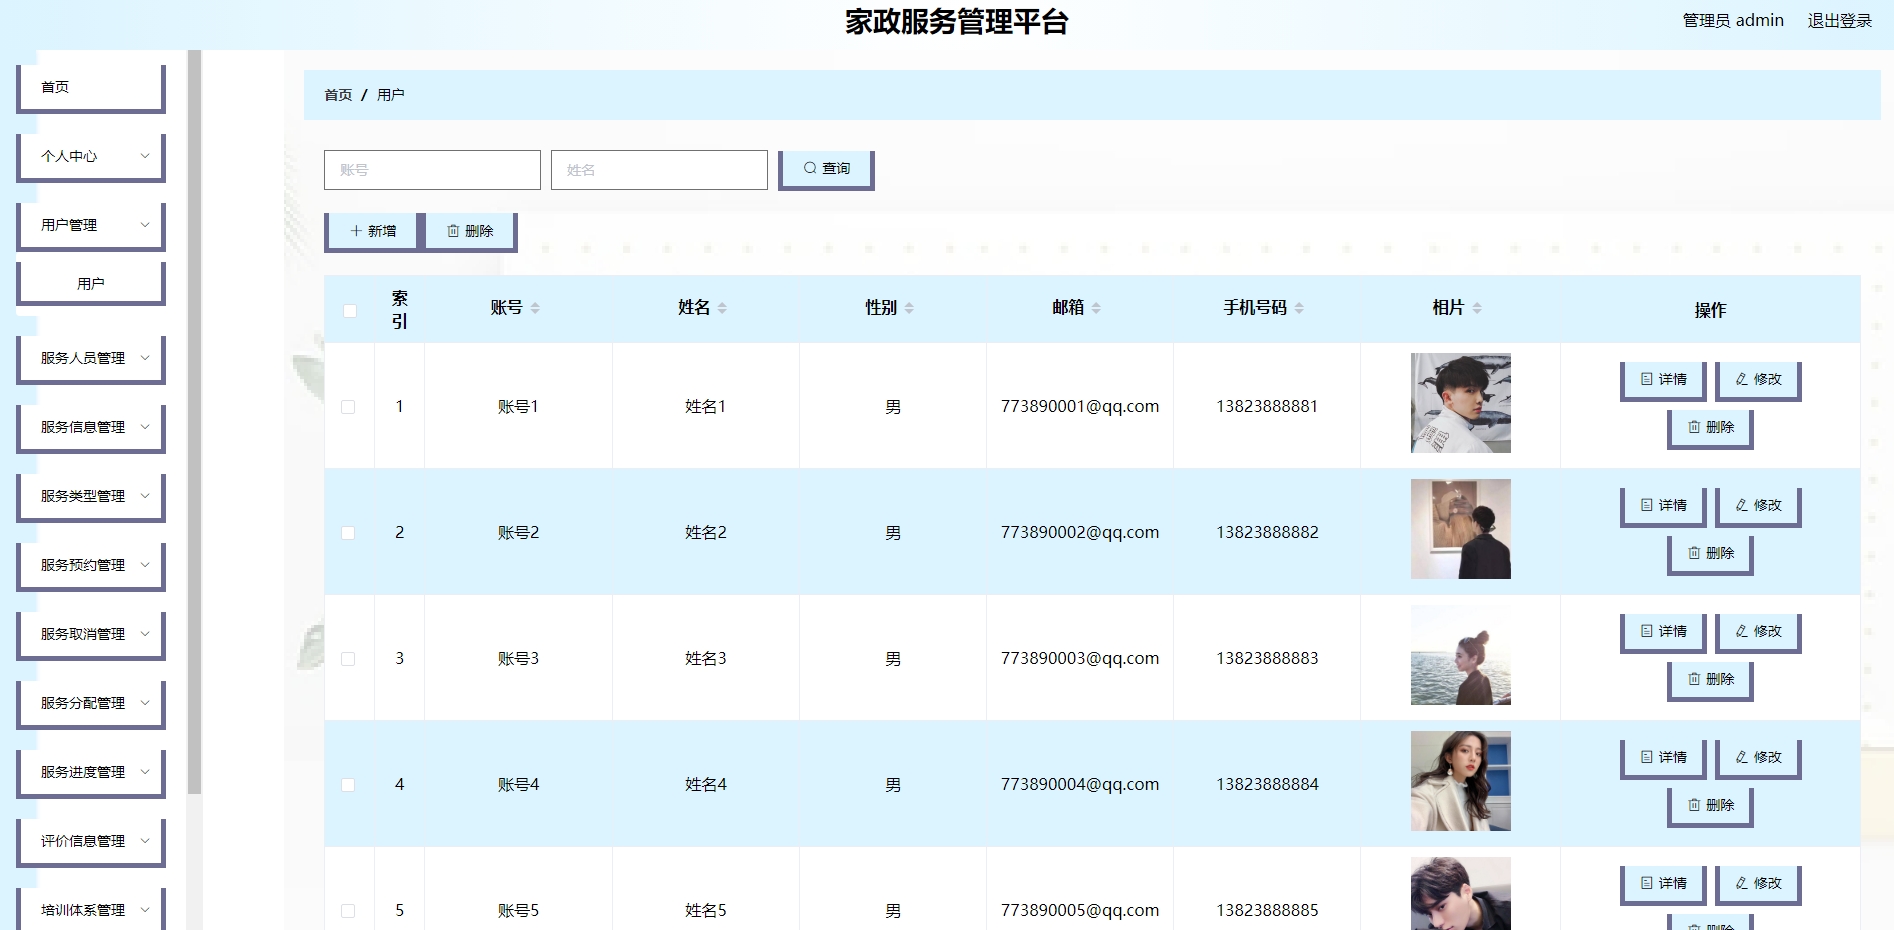 家政服务管理平台
管理员 admin 退出登录
首页
个人中心
用户管理
用户
服务人员管理
服务信息管理
服务类型管理
服务预约管理
服务取消管理
服务分配管理
服务进度管理
评价信息管理
培训体系管理
首页 / 用户
账号 姓名 查询
新增 删除
索引 账号 姓名 性别 邮箱 手机号码 相片 操作
1 账号1 姓名1 男 773890001@qq.com 13823888881 详情 修改
删除
2 账号2 姓名2 男 773890002@qq.com 13823888882 详情 修改
删除
3 账号3 姓名3 男 773890003@qq.com 13823888883 详情 修改
删除
4 账号4 姓名4 男 773890004@qq.com 13823888884 详情 修改
删除
5 账号5 姓名5 男 773890005@qq.com 13823888885 详情 修改
删除